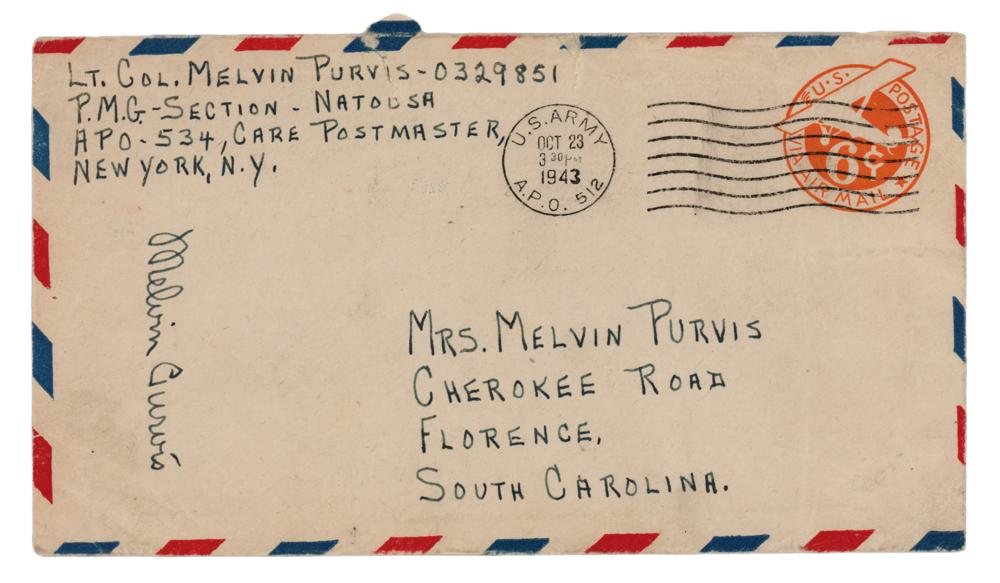 LT. COL. MELVIN PURVIS-O329851
P.M.G-SECTION - NATOUSA
APO-534, CARE POSTMASTER,
NEW YORK, N.Y.
U.S. ARMY
OCT 23
3 30 PM
1943
A.P.O. 512
U.S. POSTAGE
6¢
VIA AIR MAIL
Melvin Purvis
MRS. MELVIN PURVIS
CHEROKEE ROAD
FLORENCE,
SOUTH CAROLINA.